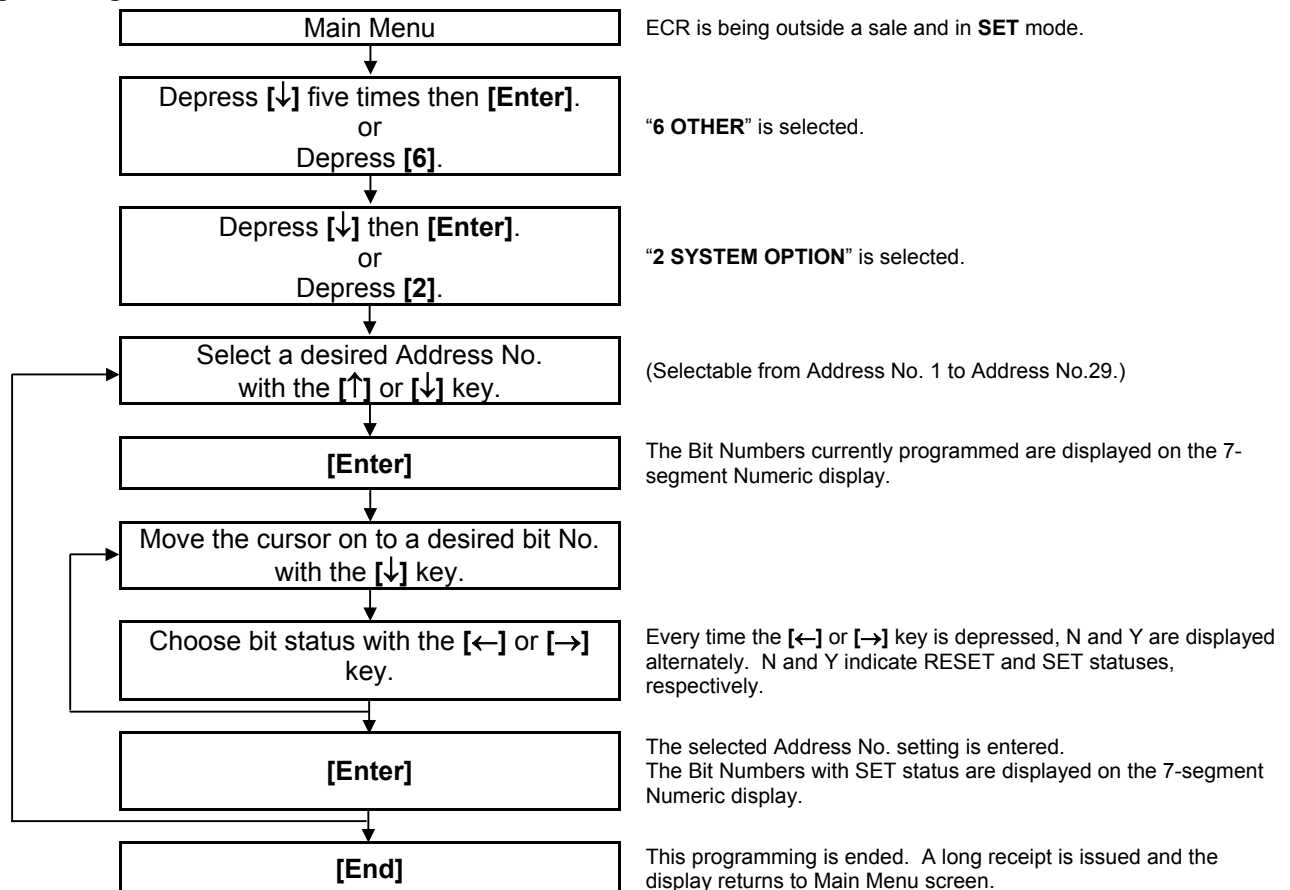 Main Menu
ECR is being outside a sale and in SET mode.
Depress [↓] five times then [Enter].
or
Depress [6].
“6 OTHER” is selected.
Depress [↓] then [Enter].
or
Depress [2].
“2 SYSTEM OPTION” is selected.
Select a desired Address No.
with the [↑] or [↓] key.
(Selectable from Address No. 1 to Address No.29.)
[Enter]
The Bit Numbers currently programmed are displayed on the 7-
segment Numeric display.
Move the cursor on to a desired bit No.
with the [↓] key.
Choose bit status with the [←] or [→]
key.
Every time the [←] or [→] key is depressed, N and Y are displayed
alternately. N and Y indicate RESET and SET statuses,
respectively.
[Enter]
The selected Address No. setting is entered.
The Bit Numbers with SET status are displayed on the 7-segment
Numeric display.
[End]
This programming is ended. A long receipt is issued and the
display returns to Main Menu screen.